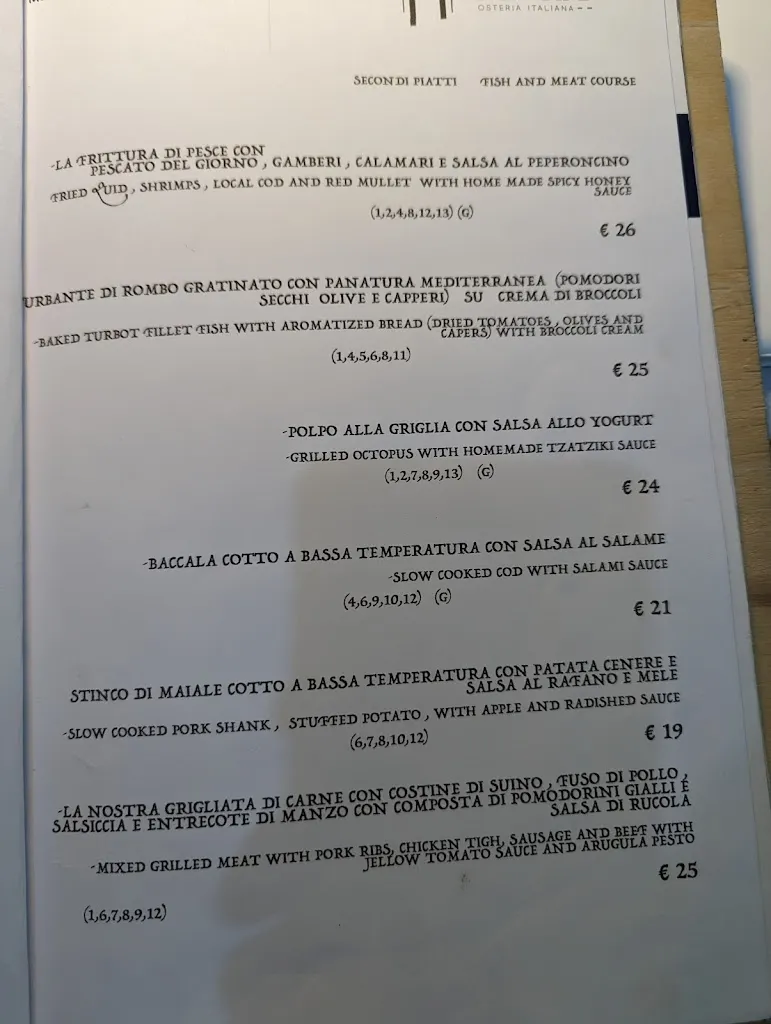 OSTERIA ITALIANA
SECONDI PIATTI FISH AND MEAT COURSE
-LA FRITTURA DI PESCE CON
PESCATO DEL GIORNO , GAMBERI , CALAMARI E SALSA AL PEPERONCINO
FRIED QUID , SHRIMPS , LOCAL COD AND RED MULLET WITH HOME MADE SPICY HONEY
SAUCE
(1,2,4,8,12,13) (G)
€ 26
URBANTE DI ROMBO GRATINATO CON PANATURA MEDITERRANEA (POMODORI
SECCHI OLIVE E CAPPERI) SU CREMA DI BROCCOLI
-BAKED TURBOT FILLET FISH WITH AROMATIZED BREAD (DRIED TOMATOES , OLIVES AND
CAPERS) WITH BROCCOLI CREAM
(1,4,5,6,8,11)
€ 25
-POLPO ALLA GRIGLIA CON SALSA ALLO YOGURT
-GRILLED OCTOPUS WITH HOMEMADE TZATZIKI SAUCE
(1,2,7,8,9,13) (G)
€ 24
-BACCALA COTTO A BASSA TEMPERATURA CON SALSA AL SALAME
-SLOW COOKED COD WITH SALAMI SAUCE
(4,6,9,10,12) (G)
€ 21
STINCO DI MAIALE COTTO A BASSA TEMPERATURA CON PATATA CENERE E
SALSA AL RAFANO E MELE
-SLOW COOKED PORK SHANK , STUFFED POTATO , WITH APPLE AND RADISHED SAUCE
(6,7,8,10,12)
€ 19
-LA NOSTRA GRIGLIATA DI CARNE CON COSTINE DI SUINO , FUSO DI POLLO ,
SALSICCIA E ENTRECOTE DI MANZO CON COMPOSTA DI POMODORINI GIALLI E
SALSA DI RUCOLA
-MIXED GRILLED MEAT WITH PORK RIBS, CHICKEN TIGH, SAUSAGE AND BEEF WITH
JELLOW TOMATO SAUCE AND ARUGULA PESTO
€ 25
(1,6,7,8,9,12)